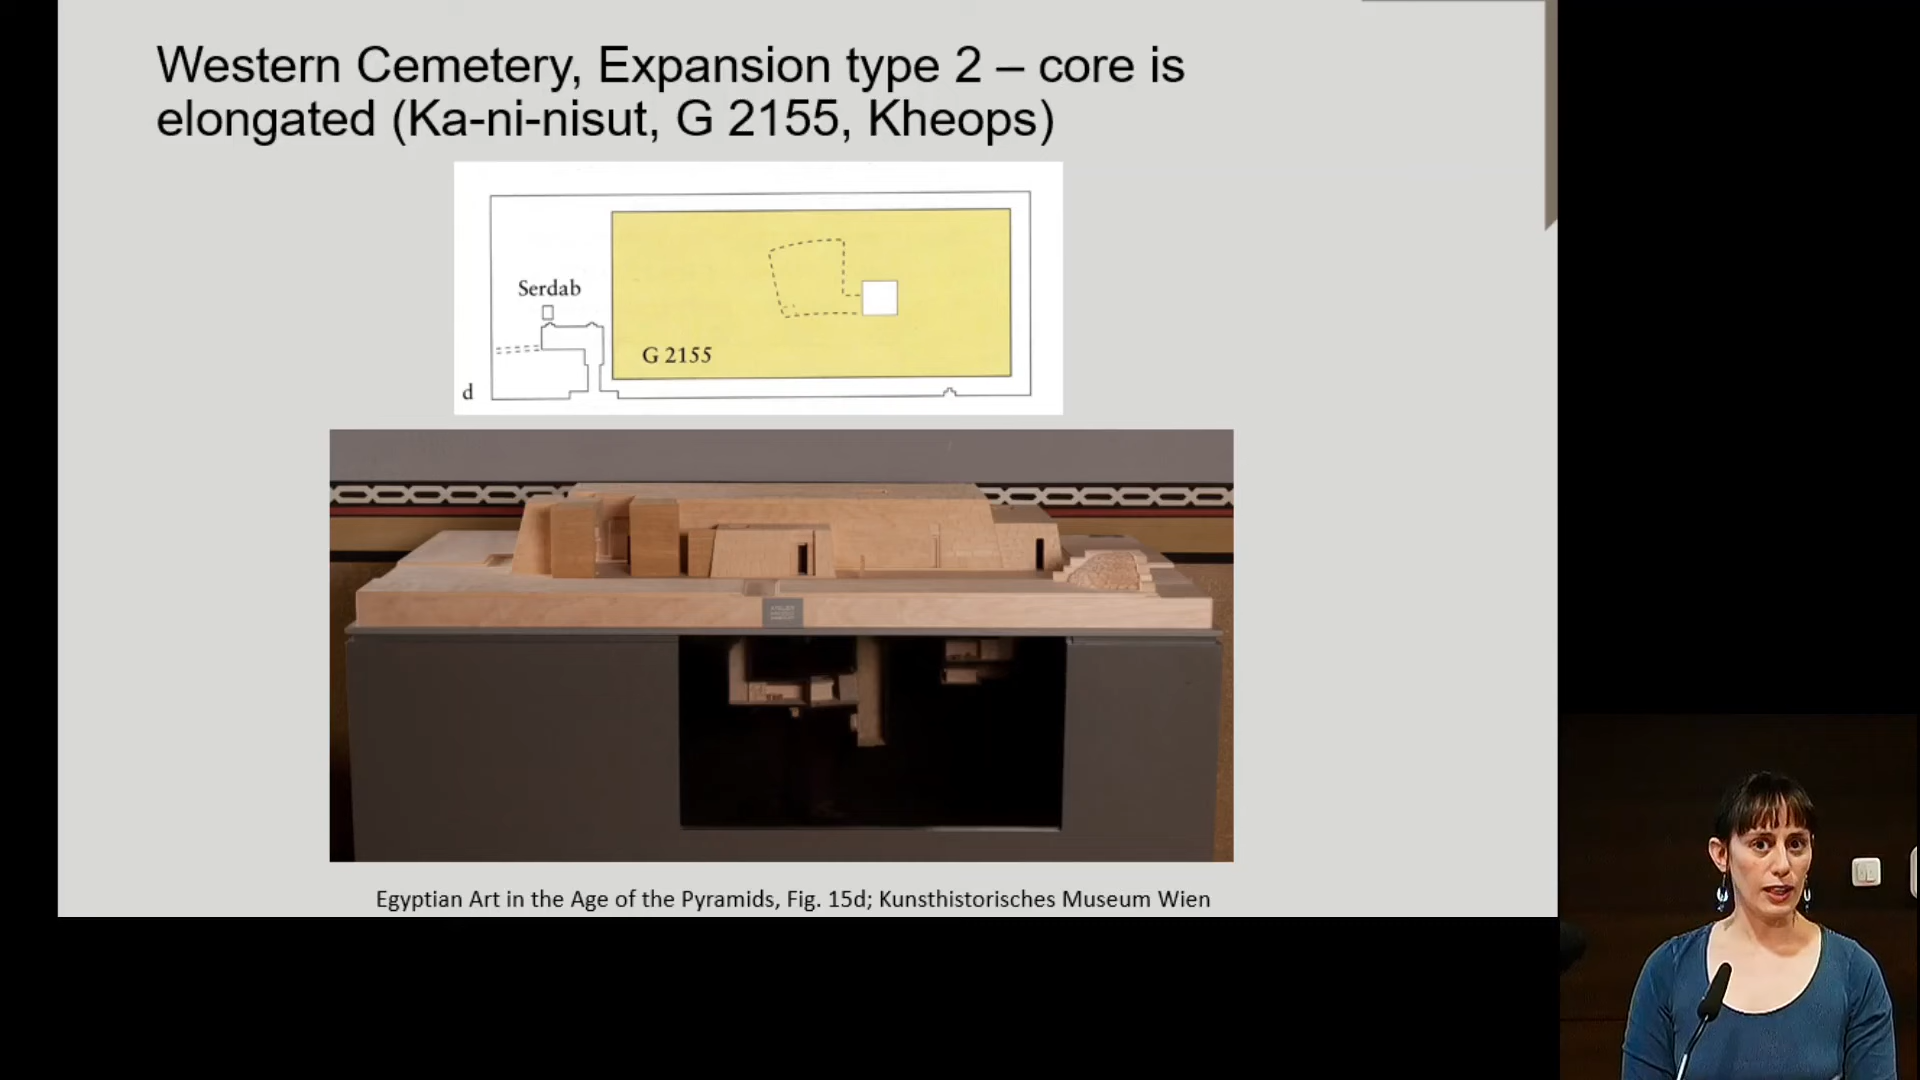 Western Cemetery, Expansion type 2 – core is
elongated (Ka-ni-nisut, G 2155, Kheops)
Serdab
G 2155
d
ATELIER
Egyptian Art in the Age of the Pyramids, Fig. 15d; Kunsthistorisches Museum Wien